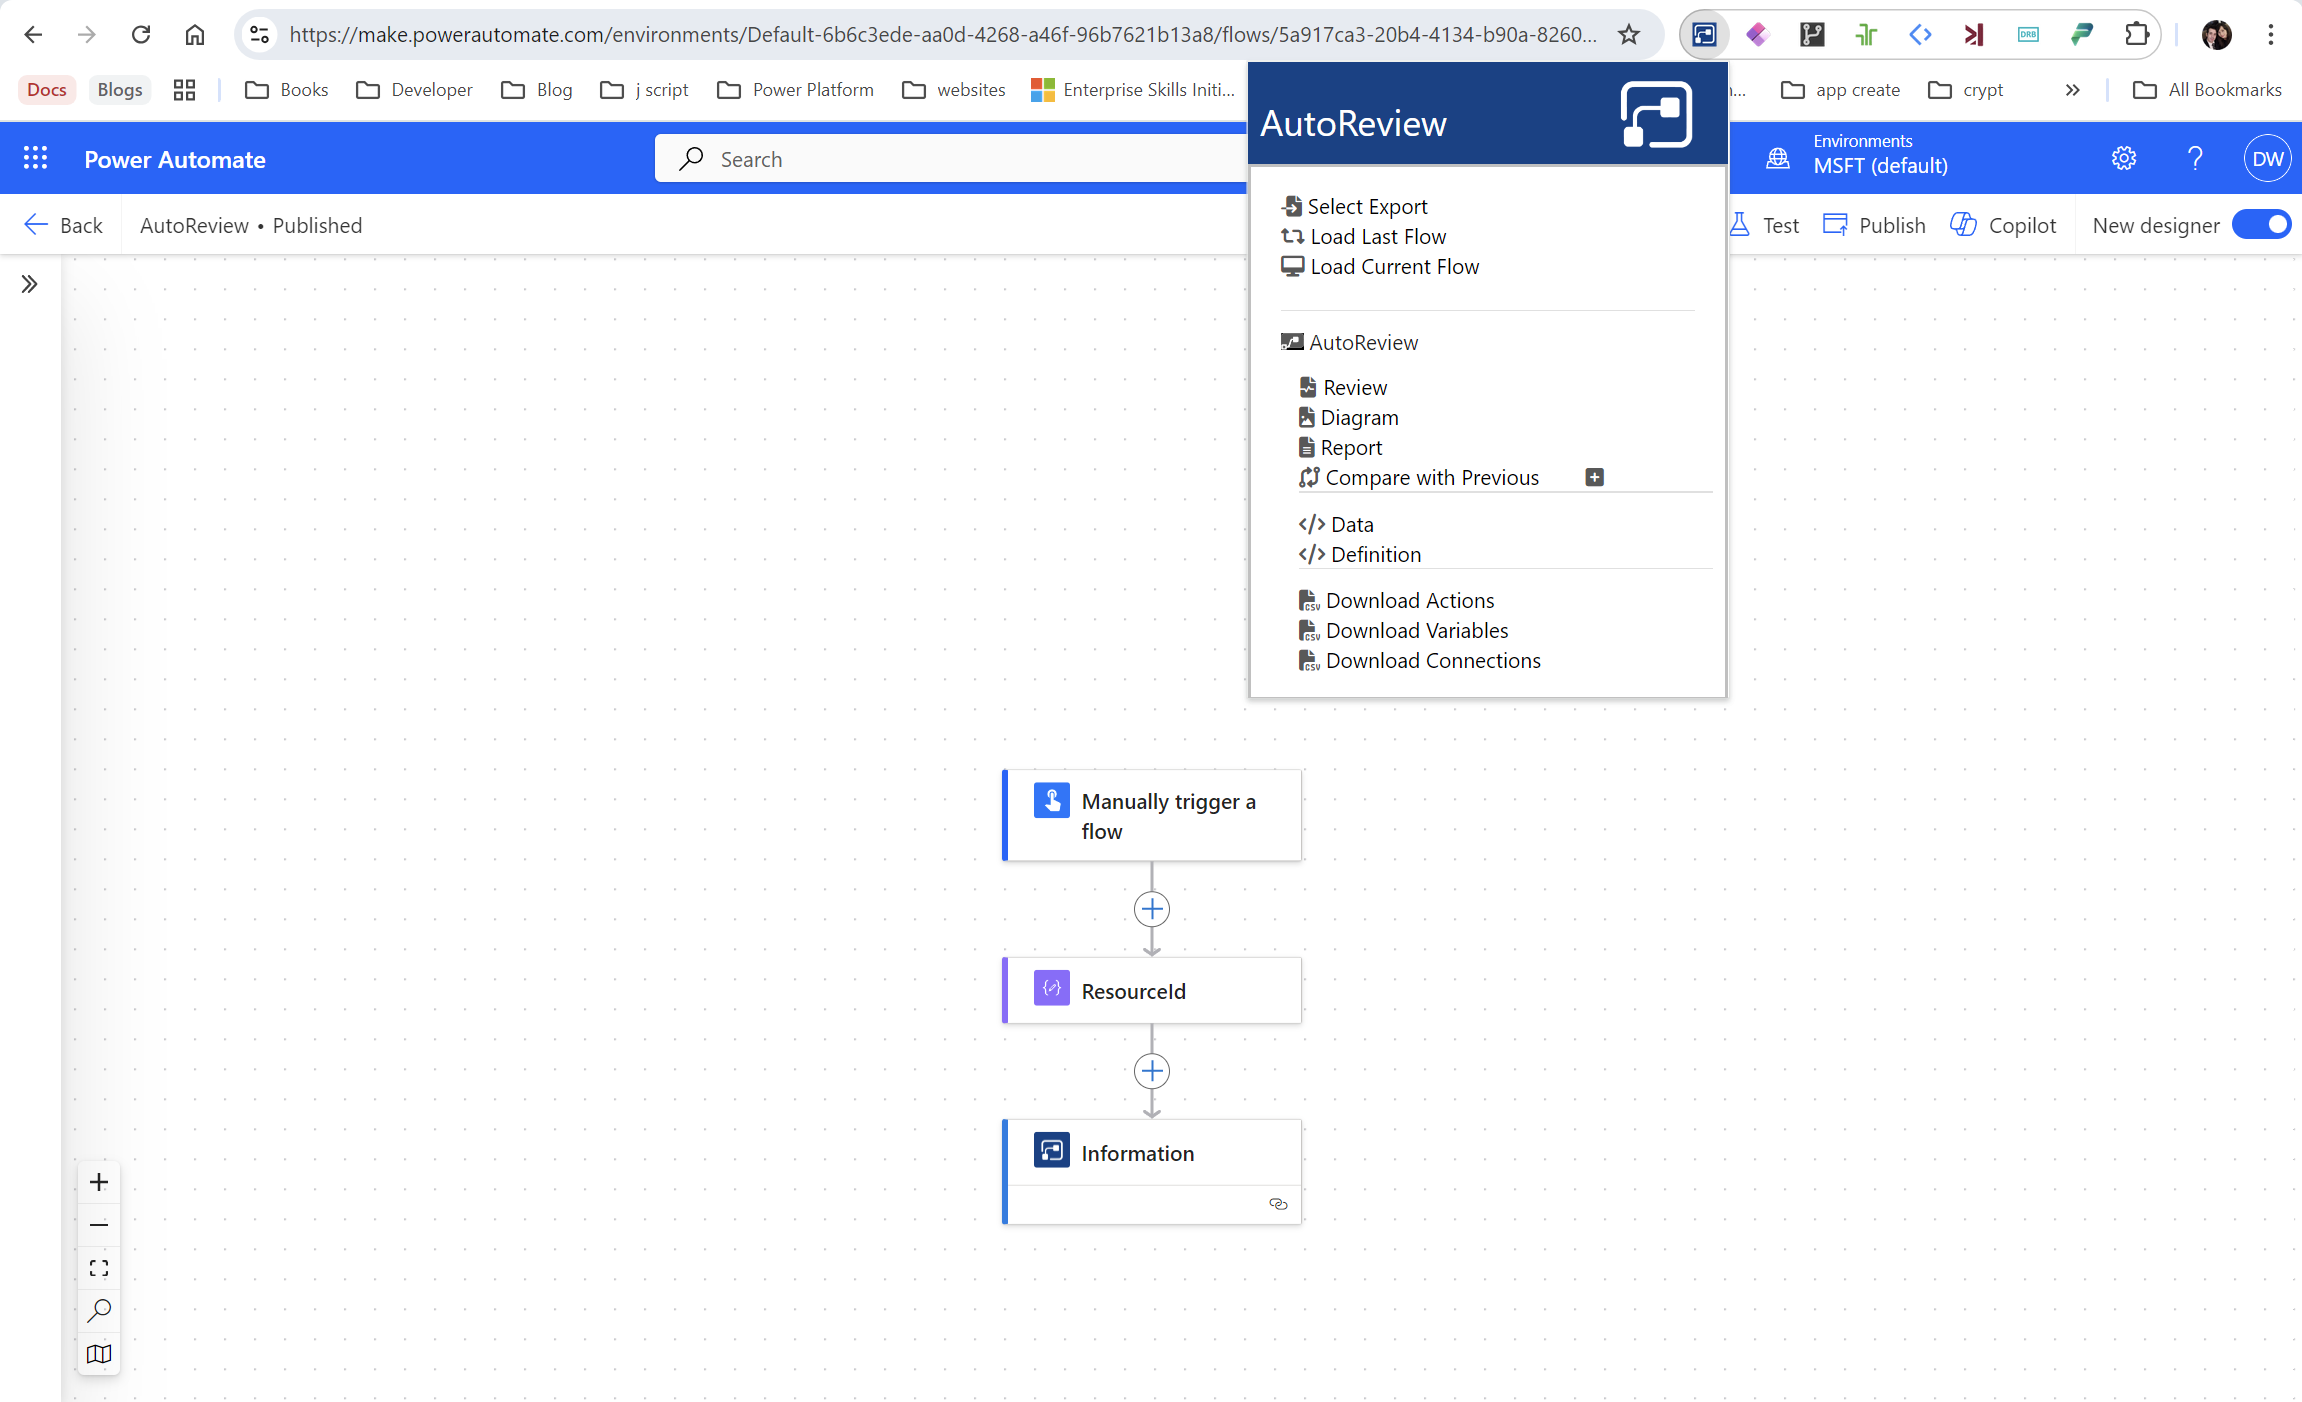 https://make.powerautomate.com/environments/Default-6b6c3ede-aa0d-4268-a46f-96b7621b13a8/flows/5a917ca3-20b4-4134-b90a-8260...
DRB
Docs Blogs Books Developer Blog j script Power Platform websites Enterprise Skills Initi... app create crypt All Bookmarks
AutoReview
Power Automate
Search
Environments
MSFT (default)
?
DW
Back
AutoReview • Published
Test
Publish
Copilot
New designer
Select Export
Load Last Flow
Load Current Flow
AutoReview
Review
Diagram
Report
Compare with Previous
</> Data
</> Definition
CSV Download Actions
CSV Download Variables
CSV Download Connections
Manually trigger a
flow
ResourceId
Information